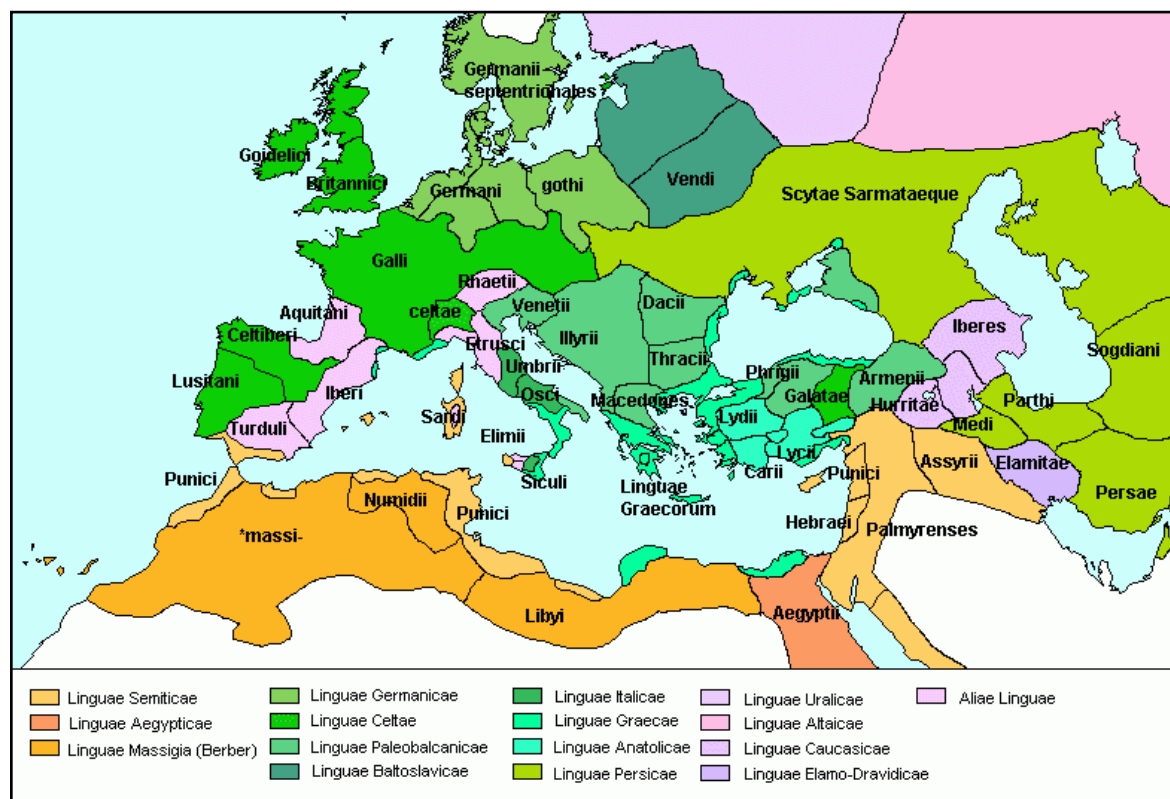 Germanii
septentrionales
Goidelici
Britannici
Germani
gothi
Vendi
Scytae Sarmataeque
Galli
Rhaetii
Aquitani
celtae
Venetii
Dacii
Celtiberi
Etrusci
Illyrii
Iberes
Sogdiani
Lusitani
Iberi
Umbrii
Thracii
Phrigii
Armenii
Osci
Macedones
Galatae
Hurritae
Parthi
Turduli
Sardi
Elimii
Lydii
Medi
Lycii
Assyrii
Elamitae
Punici
Siculi
Carii
Punici
Numidii
Punici
Linguae
Graecorum
Persae
Hebraei
Palmyrenses
*massi-
Libyi
Aegyptii
Linguae Semiticae
Linguae Aegypticae
Linguae Massigia (Berber)
Linguae Germanicae
Linguae Celtae
Linguae Paleobalcanicae
Linguae Baltoslavicae
Linguae Italicae
Linguae Graecae
Linguae Anatolicae
Linguae Persicae
Linguae Uralicae
Linguae Altaicae
Linguae Caucasicae
Linguae Elamo-Dravidicae
Aliae Linguae